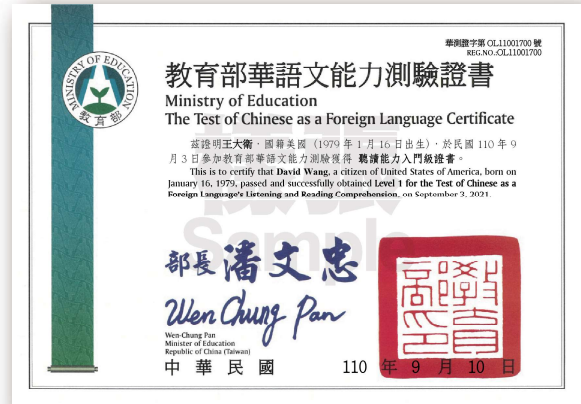 華測證字第 OL11001700 號
REG.NO.:OL11001700
MINISTRY OF EDUCATION
教育部
教育部華語文能力測驗證書
Ministry of Education
The Test of Chinese as a Foreign Language Certificate
茲證明王大衛，國籍美國（1979 年 1 月 16 日出生），於民國 110 年 9
月 3 日參加教育部華語文能力測驗獲得 聽讀能力入門級證書。
This is to certify that David Wang, a citizen of United States of America, born on
January 16, 1979, passed and successfully obtained Level 1 for the Test of Chinese as a
Foreign Language's Listening and Reading Comprehension, on September 3, 2021.
樣張
Sample
部長 潘文忠
Wen Chung Pan
Wen-Chung Pan
Minister of Education
Republic of China (Taiwan)
中華民國 110 年 9 月 10 日